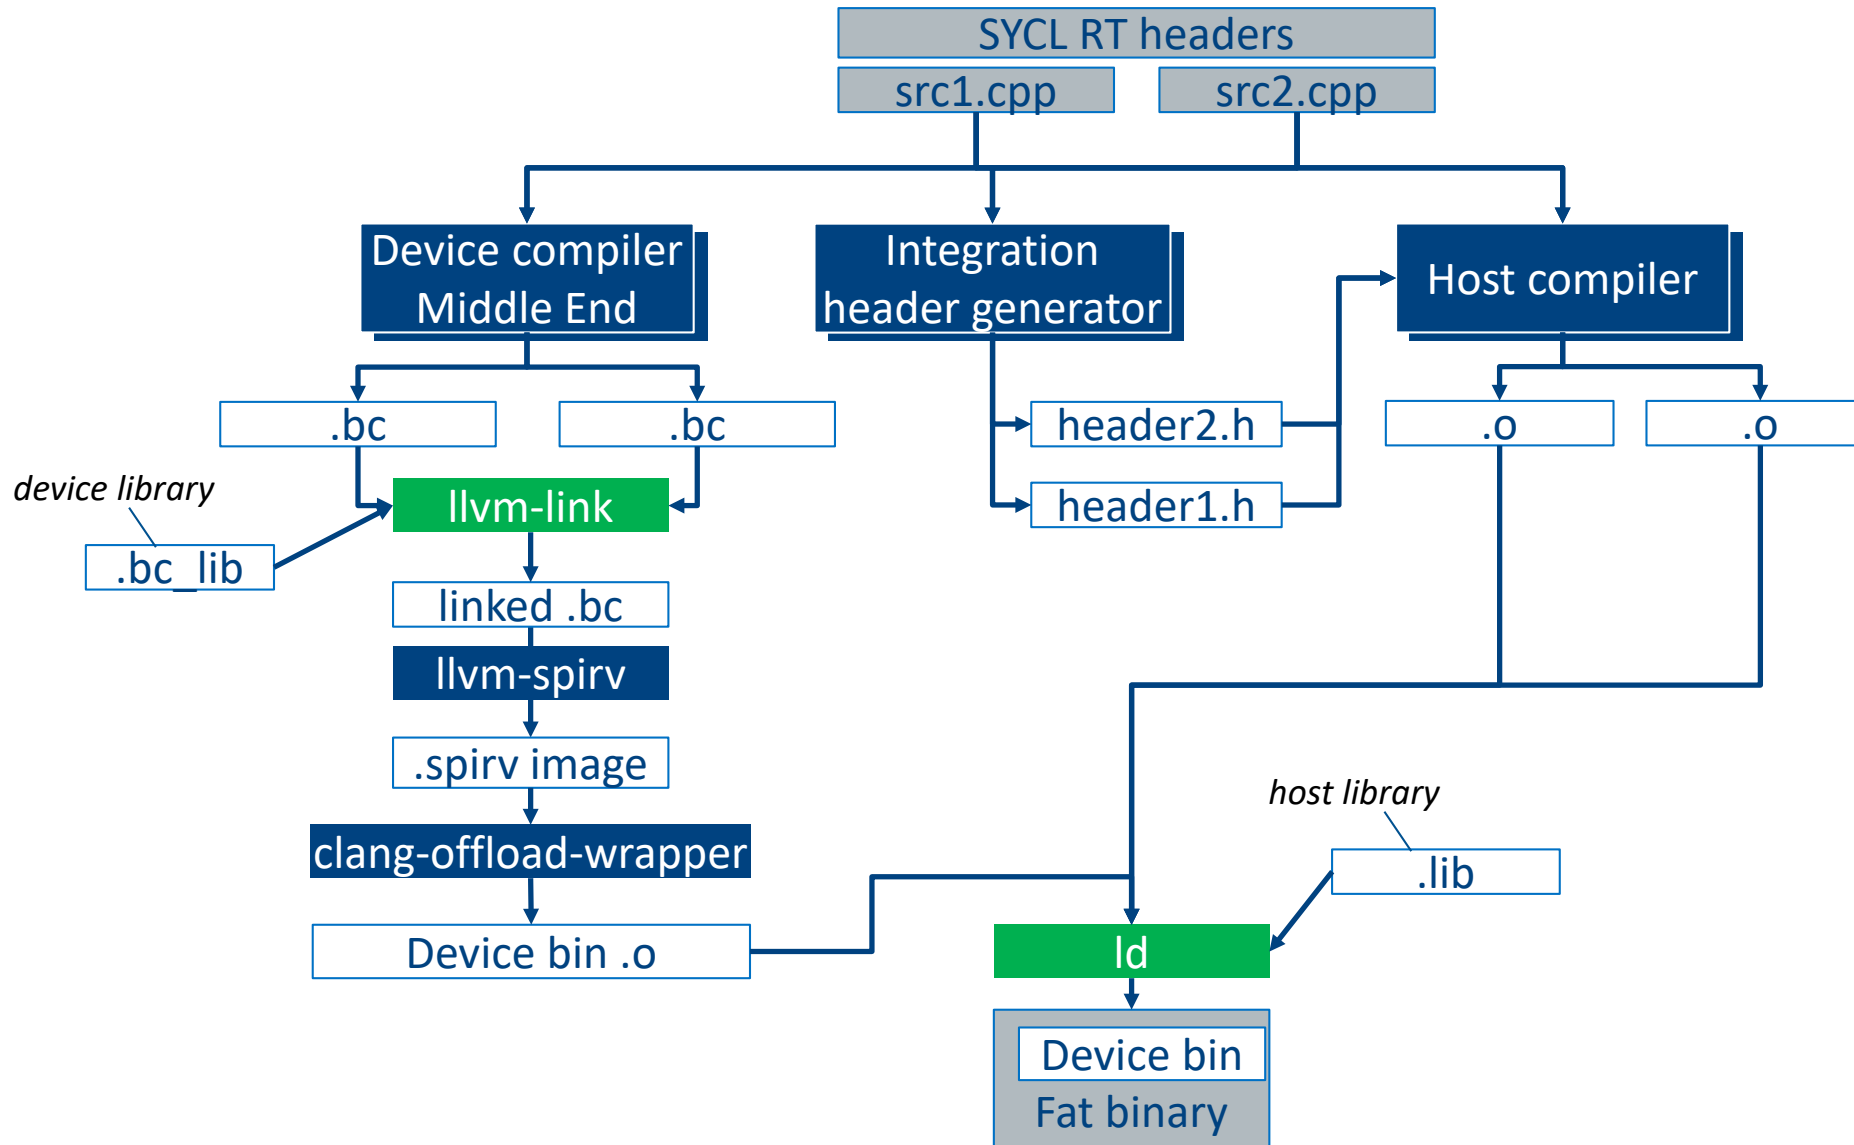 SYCL RT headers
src1.cpp
src2.cpp
Device compiler
Middle End
Integration
header generator
Host compiler
.bc
.bc
header2.h
.o
.o
device library
llvm-link
header1.h
.bc_lib
linked .bc
llvm-spirv
.spirv image
host library
clang-offload-wrapper
.lib
Device bin .o
ld
Device bin
Fat binary